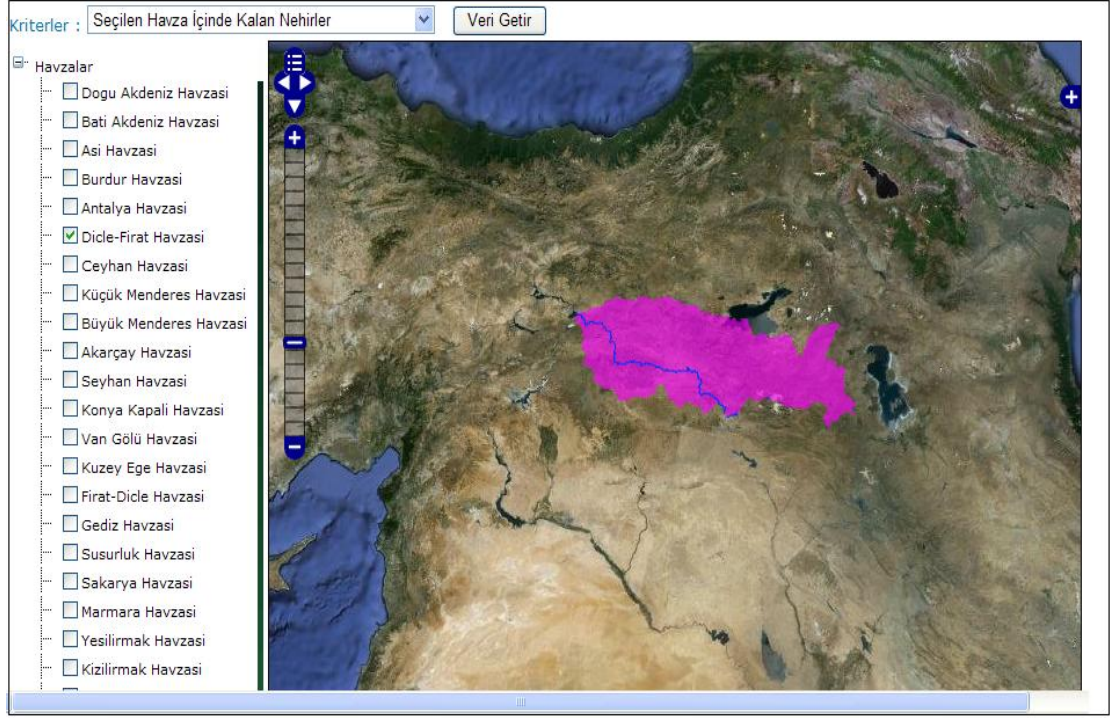 Kriterler : Seçilen Havza İçinde Kalan Nehirler Veri Getir
Havzalar
Dogu Akdeniz Havzasi
Bati Akdeniz Havzasi
Asi Havzasi
Burdur Havzasi
Antalya Havzasi
Dicle-Firat Havzasi
Ceyhan Havzasi
Küçük Menderes Havzasi
Büyük Menderes Havzasi
Akarçay Havzasi
Seyhan Havzasi
Konya Kapali Havzasi
Van Gölü Havzasi
Kuzey Ege Havzasi
Firat-Dicle Havzasi
Gediz Havzasi
Susurluk Havzasi
Sakarya Havzasi
Marmara Havzasi
Yesilirmak Havzasi
Kizilirmak Havzasi